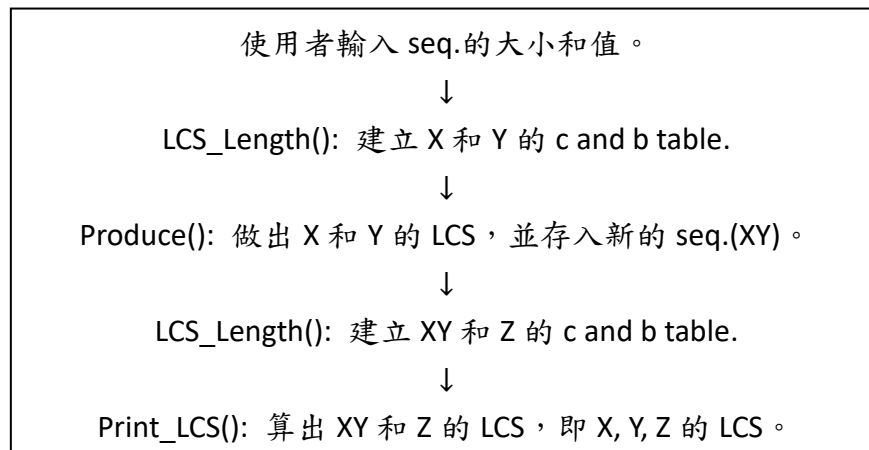 使用者輸入 seq.的大小和值。
↓
LCS_Length(): 建立 X 和 Y 的 c and b table.
↓
Produce(): 做出 X 和 Y 的 LCS，並存入新的 seq.(XY)。
↓
LCS_Length(): 建立 XY 和 Z 的 c and b table.
↓
Print_LCS(): 算出 XY 和 Z 的 LCS，即 X, Y, Z 的 LCS。